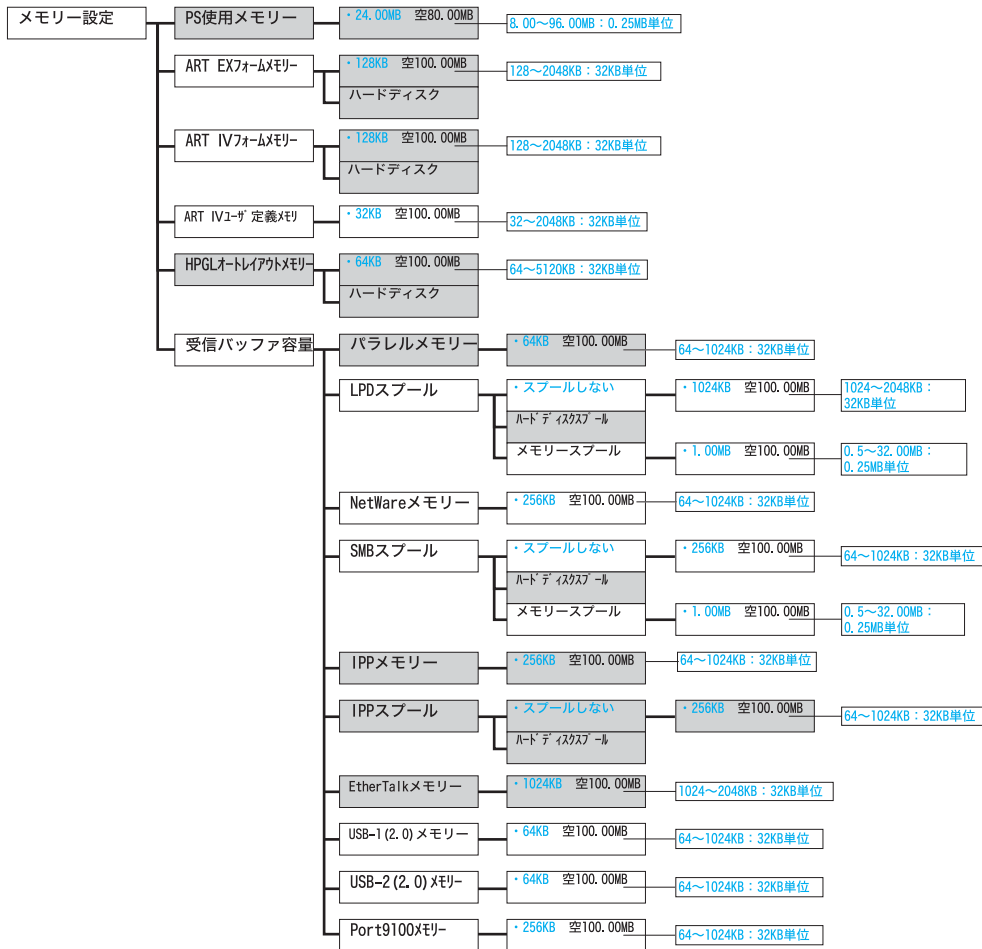 メモリー設定
PS使用メモリー
・24.00MB 空80.00MB
8.00～96.00MB：0.25MB単位
ART EXフォームメモリー
・128KB 空100.00MB
128～2048KB：32KB単位
ハードディスク
ART IVフォームメモリー
・128KB 空100.00MB
128～2048KB：32KB単位
ハードディスク
ART IVユーザ定義メモリ
・32KB 空100.00MB
32～2048KB：32KB単位
HPGLオートレイアウトメモリー
・64KB 空100.00MB
64～5120KB：32KB単位
ハードディスク
受信バッファ容量
パラレルメモリー
・64KB 空100.00MB
64～1024KB：32KB単位
LPDスプール
・スプールしない
・1024KB 空100.00MB
1024～2048KB：
32KB単位
ハードディスクスプール
メモリースプール
・1.00MB 空100.00MB
0.5～32.00MB：
0.25MB単位
NetWareメモリー
・256KB 空100.00MB
64～1024KB：32KB単位
SMBスプール
・スプールしない
・256KB 空100.00MB
64～1024KB：32KB単位
ハードディスクスプール
メモリースプール
・1.00MB 空100.00MB
0.5～32.00MB：
0.25MB単位
IPPメモリー
・256KB 空100.00MB
64～1024KB：32KB単位
IPPスプール
・スプールしない
・256KB 空100.00MB
64～1024KB：32KB単位
ハードディスクスプール
EtherTalkメモリー
・1024KB 空100.00MB
1024～2048KB：32KB単位
USB-1(2.0)メモリー
・64KB 空100.00MB
64～1024KB：32KB単位
USB-2(2.0)メモリー
・64KB 空100.00MB
64～1024KB：32KB単位
Port9100メモリー
・256KB 空100.00MB
64～1024KB：32KB単位